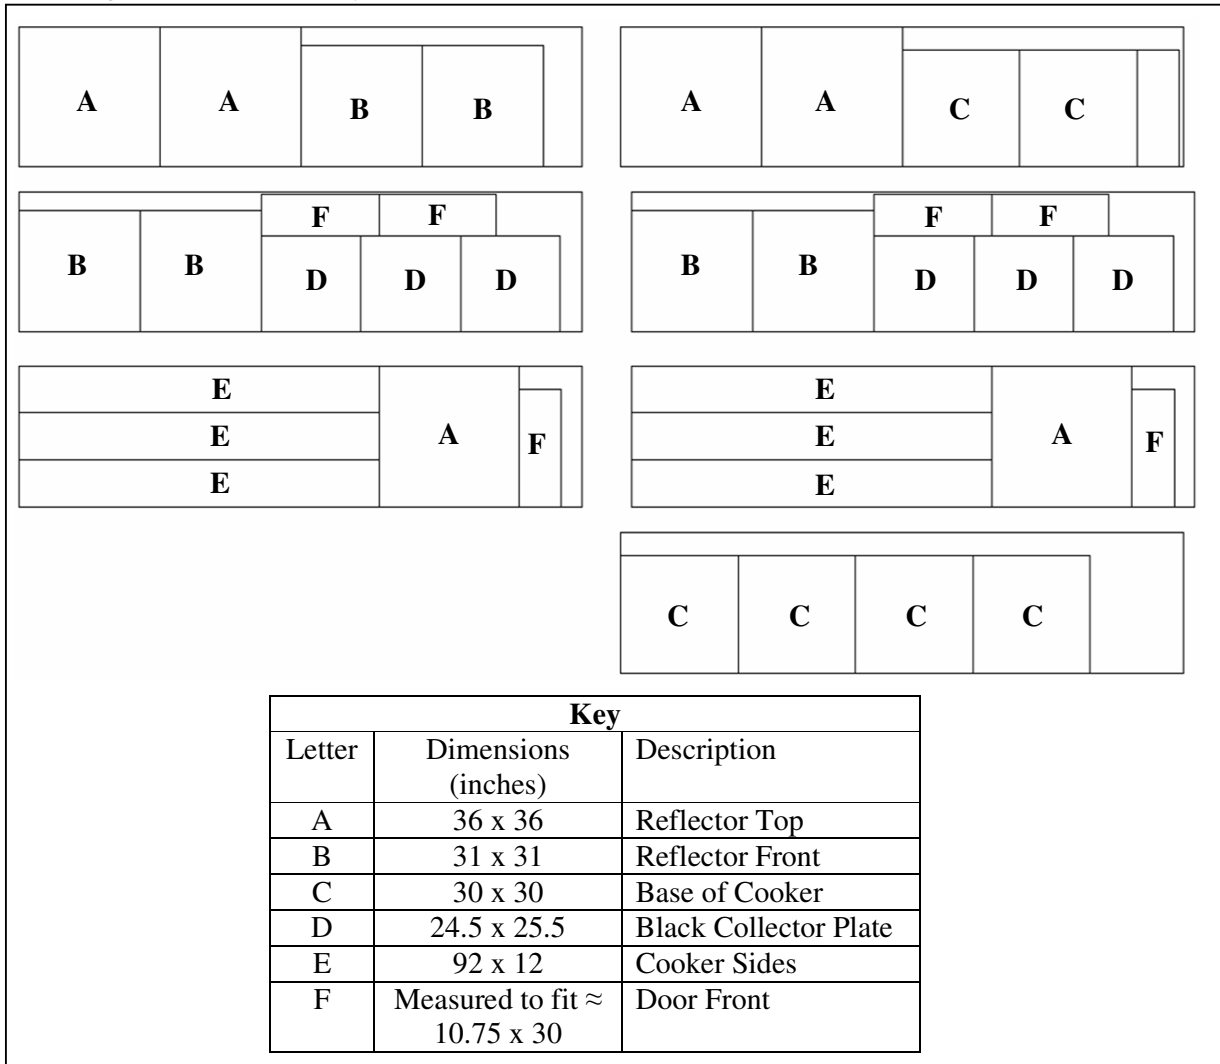 A A B B
A A C C
F F
B B D D D
F F
B B D D D
E
E A F
E
E
E A F
E
C C C C
Key
Letter Dimensions (inches) Description
A 36 x 36 Reflector Top
B 31 x 31 Reflector Front
C 30 x 30 Base of Cooker
D 24.5 x 25.5 Black Collector Plate
E 92 x 12 Cooker Sides
F Measured to fit ≈ 10.75 x 30 Door Front